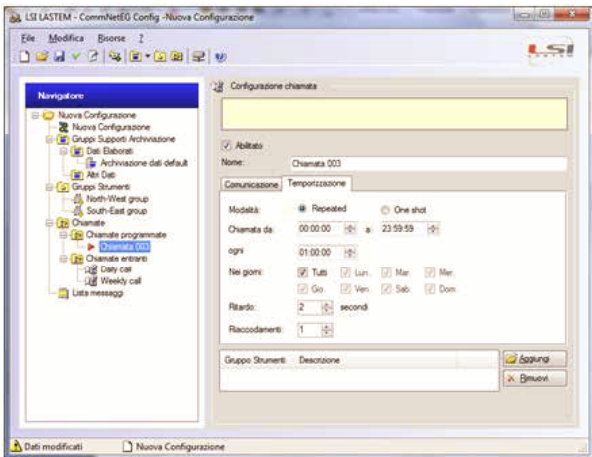 LSI LASTEM - CommNetEG Config -Nuova Configurazione
File Modifica Risorse ?
LSI
LASTEM
Navigatore
Nuova Configurazione
Nuova Configurazione
Gruppi Supporti Archiviazione
Dati Elaborati
Archiviazione dati default
Altri Dati
Gruppi Strumenti
North-West group
South-East group
Chiamate
Chiamate programmate
Chiamata 003
Chiamate entranti
Daily call
Weekly call
Lista messaggi
Configurazione chiamata
Abilitato
Nome: Chiamata 003
Comunicazione Temporizzazione
Modalità: Repeated One shot
Chiamata da: 00:00:00 a: 23:59:59
ogni 01:00:00
Nei giorni: Tutti Lun. Mar. Mer.
Gio. Ven. Sab. Dom.
Ritardo: 2 secondi
Riaccodamenti: 1
Gruppo Strumenti Descrizione
Aggiungi
Rimuovi
Dati modificati Nuova Configurazione